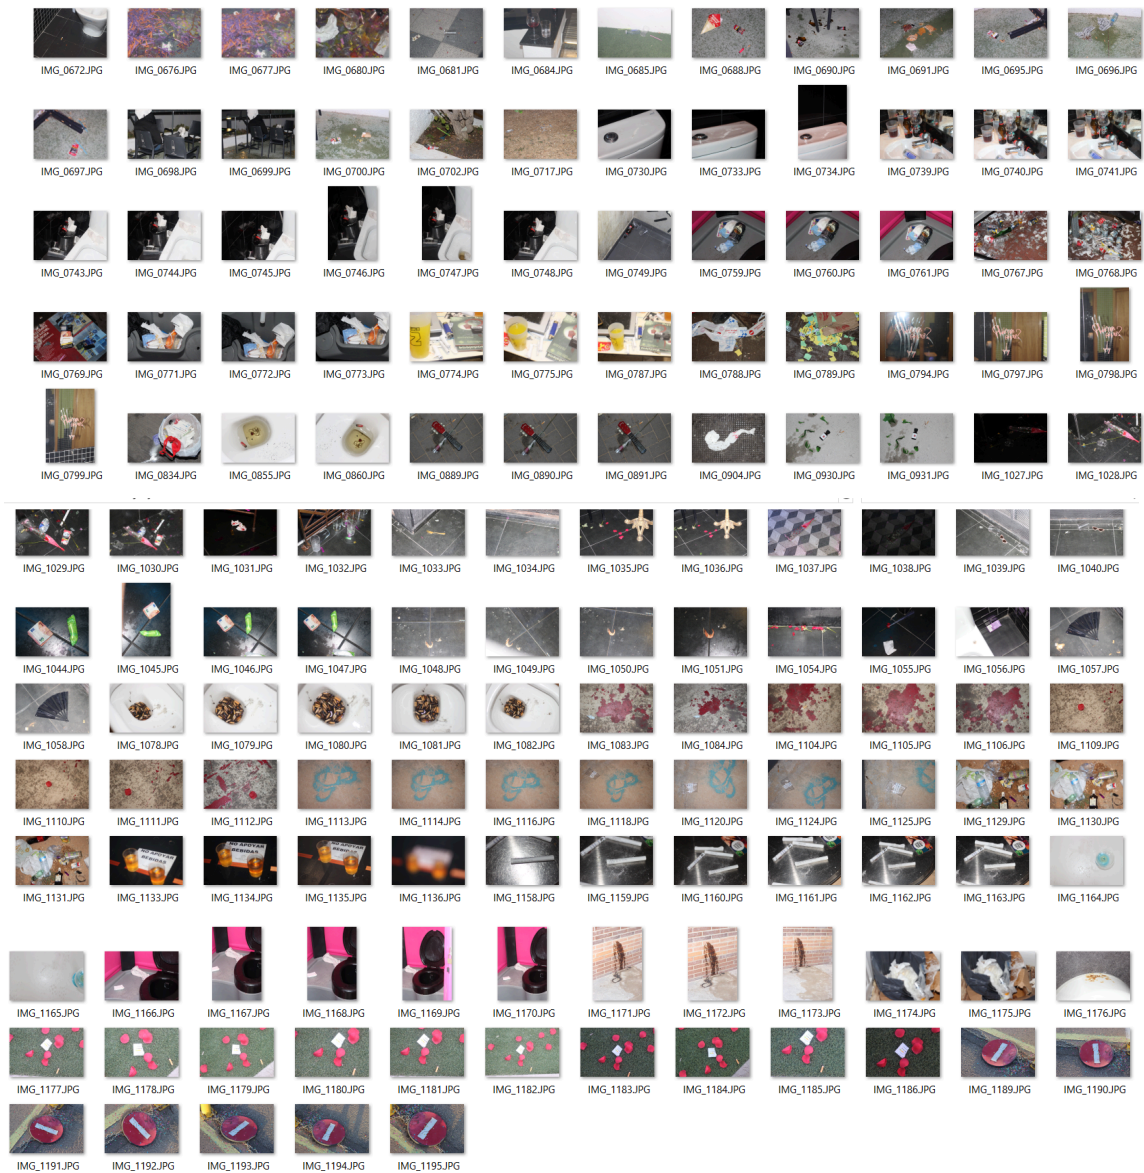 IMG_0672.JPG IMG_0676.JPG IMG_0677.JPG IMG_0680.JPG IMG_0681.JPG IMG_0684.JPG IMG_0685.JPG IMG_0688.JPG IMG_0690.JPG IMG_0691.JPG IMG_0695.JPG IMG_0696.JPG
IMG_0697.JPG IMG_0698.JPG IMG_0699.JPG IMG_0700.JPG IMG_0702.JPG IMG_0717.JPG IMG_0730.JPG IMG_0733.JPG IMG_0734.JPG IMG_0739.JPG IMG_0740.JPG IMG_0741.JPG
IMG_0743.JPG IMG_0744.JPG IMG_0745.JPG IMG_0746.JPG IMG_0747.JPG IMG_0748.JPG IMG_0749.JPG IMG_0759.JPG IMG_0760.JPG IMG_0761.JPG IMG_0767.JPG IMG_0768.JPG
IMG_0769.JPG IMG_0771.JPG IMG_0772.JPG IMG_0773.JPG IMG_0774.JPG IMG_0775.JPG IMG_0787.JPG IMG_0788.JPG IMG_0789.JPG IMG_0794.JPG IMG_0797.JPG IMG_0798.JPG
IMG_0799.JPG IMG_0834.JPG IMG_0855.JPG IMG_0860.JPG IMG_0889.JPG IMG_0890.JPG IMG_0891.JPG IMG_0904.JPG IMG_0930.JPG IMG_0931.JPG IMG_1027.JPG IMG_1028.JPG
IMG_1029.JPG IMG_1030.JPG IMG_1031.JPG IMG_1032.JPG IMG_1033.JPG IMG_1034.JPG IMG_1035.JPG IMG_1036.JPG IMG_1037.JPG IMG_1038.JPG IMG_1039.JPG IMG_1040.JPG
IMG_1044.JPG IMG_1045.JPG IMG_1046.JPG IMG_1047.JPG IMG_1048.JPG IMG_1049.JPG IMG_1050.JPG IMG_1051.JPG IMG_1054.JPG IMG_1055.JPG IMG_1056.JPG IMG_1057.JPG
IMG_1058.JPG IMG_1078.JPG IMG_1079.JPG IMG_1080.JPG IMG_1081.JPG IMG_1082.JPG IMG_1083.JPG IMG_1084.JPG IMG_1104.JPG IMG_1105.JPG IMG_1106.JPG IMG_1109.JPG
IMG_1110.JPG IMG_1111.JPG IMG_1112.JPG IMG_1113.JPG IMG_1114.JPG IMG_1116.JPG IMG_1118.JPG IMG_1120.JPG IMG_1124.JPG IMG_1125.JPG IMG_1129.JPG IMG_1130.JPG
NO APOYAR
BEBIDAS
NO APOYAR
BEBIDAS
NO APOYAR
BEBIDAS
IMG_1131.JPG IMG_1133.JPG IMG_1134.JPG IMG_1135.JPG IMG_1136.JPG IMG_1158.JPG IMG_1159.JPG IMG_1160.JPG IMG_1161.JPG IMG_1162.JPG IMG_1163.JPG IMG_1164.JPG
IMG_1165.JPG IMG_1166.JPG IMG_1167.JPG IMG_1168.JPG IMG_1169.JPG IMG_1170.JPG IMG_1171.JPG IMG_1172.JPG IMG_1173.JPG IMG_1174.JPG IMG_1175.JPG IMG_1176.JPG
IMG_1177.JPG IMG_1178.JPG IMG_1179.JPG IMG_1180.JPG IMG_1181.JPG IMG_1182.JPG IMG_1183.JPG IMG_1184.JPG IMG_1185.JPG IMG_1186.JPG IMG_1189.JPG IMG_1190.JPG
IMG_1191.JPG IMG_1192.JPG IMG_1193.JPG IMG_1194.JPG IMG_1195.JPG